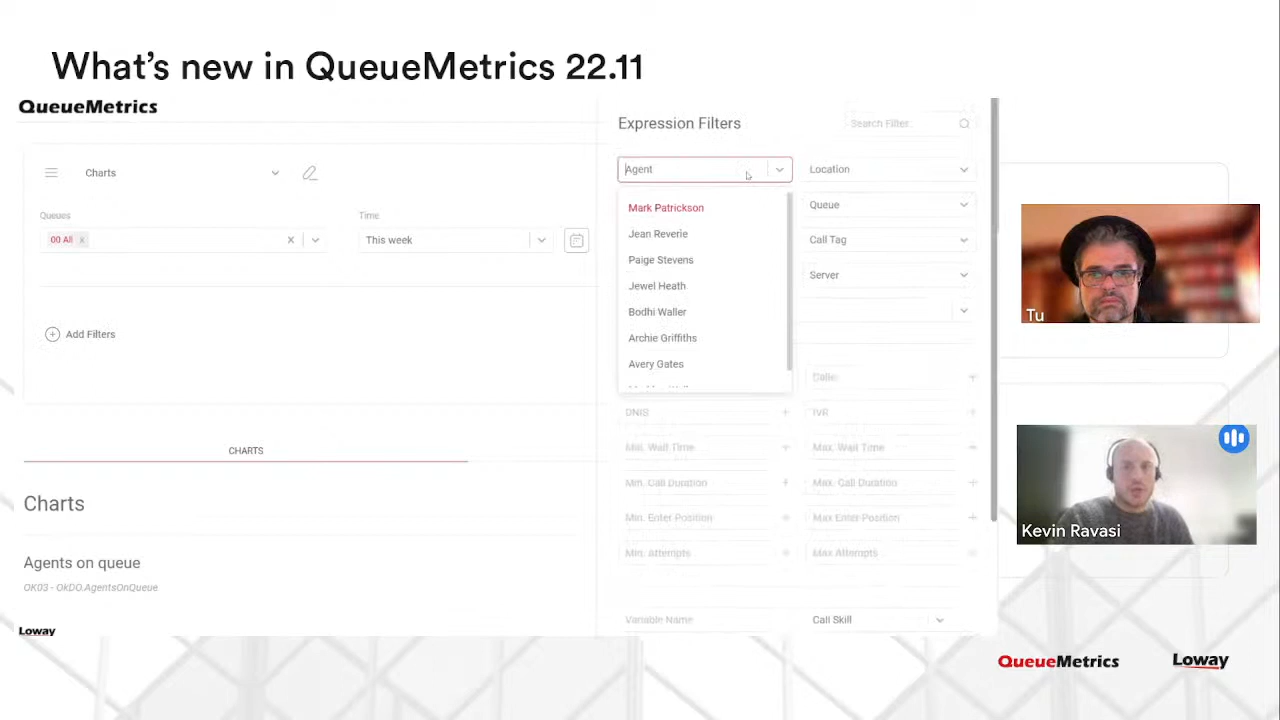 What's new in QueueMetrics 22.11
QueueMetrics
Charts
Queues
00 All x
Time
This week
Add Filters
CHARTS
Charts
Agents on queue
OK03 - OkDO.AgentsOnQueue
Loway
Expression Filters
Search Filter
Agent
Mark Patrickson
Jean Reverie
Paige Stevens
Jewel Heath
Bodhi Waller
Archie Griffiths
Avery Gates
Location
Queue
Call Tag
Server
DNIS
IVR
Min. Wait Time
Max. Wait Time
Min. Call Duration
Max. Call Duration
Min. Enter Position
Max Enter Position
Min. Attempts
Max Attempts
Variable Name
Call Skill
Tu
Kevin Ravasi
QueueMetrics
Loway